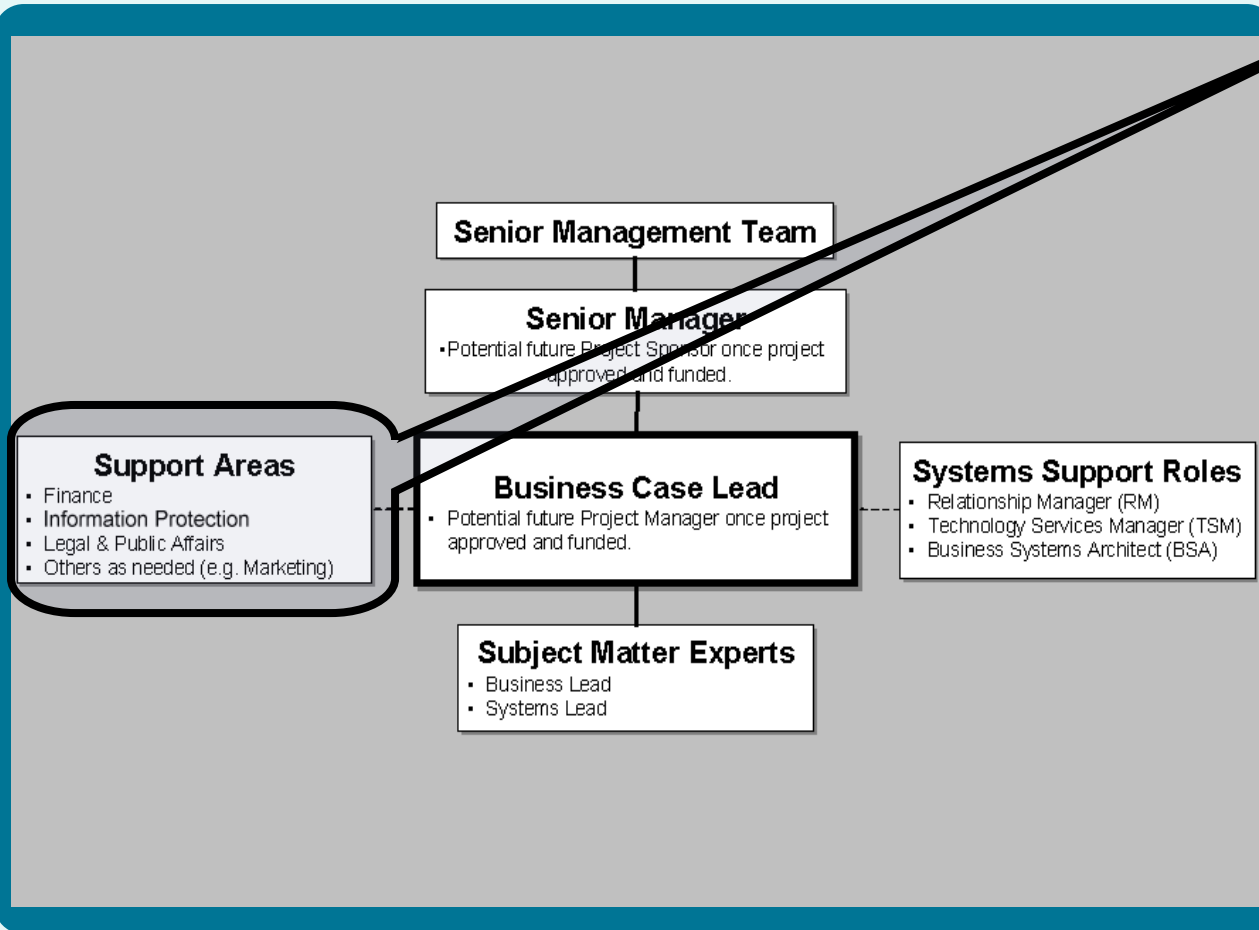 Senior Management Team
Senior Manager
▪Potential future Project Sponsor once project
approved and funded.
Support Areas
▪ Finance
▪ Information Protection
▪ Legal & Public Affairs
▪ Others as needed (e.g. Marketing)
Business Case Lead
▪ Potential future Project Manager once project
approved and funded.
Systems Support Roles
▪ Relationship Manager (RM)
▪ Technology Services Manager (TSM)
▪ Business Systems Architect (BSA)
Subject Matter Experts
▪ Business Lead
▪ Systems Lead